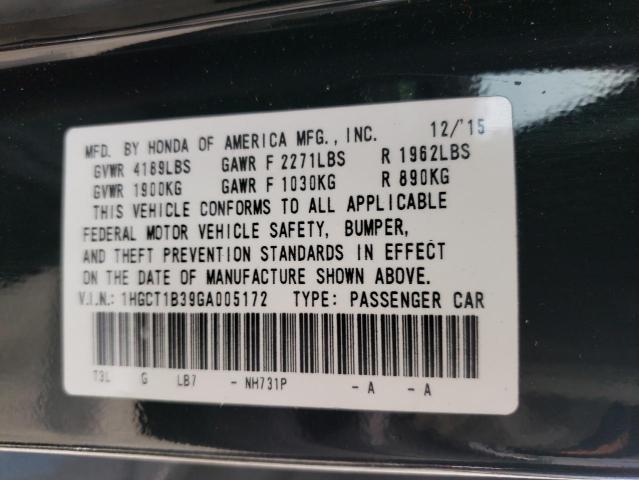 MFD. BY HONDA OF AMERICA MFG., INC. 12/'15
GVWR 4189LBS GAWR F 2271LBS R 1962LBS
GVWR 1900KG GAWR F 1030KG R 890KG
THIS VEHICLE CONFORMS TO ALL APPLICABLE
FEDERAL MOTOR VEHICLE SAFETY, BUMPER,
AND THEFT PREVENTION STANDARDS IN EFFECT
ON THE DATE OF MANUFACTURE SHOWN ABOVE.
V.I.N.: 1HGCT1B39GA005172 TYPE: PASSENGER CAR
T3L G LB7 - NH731P - A - A